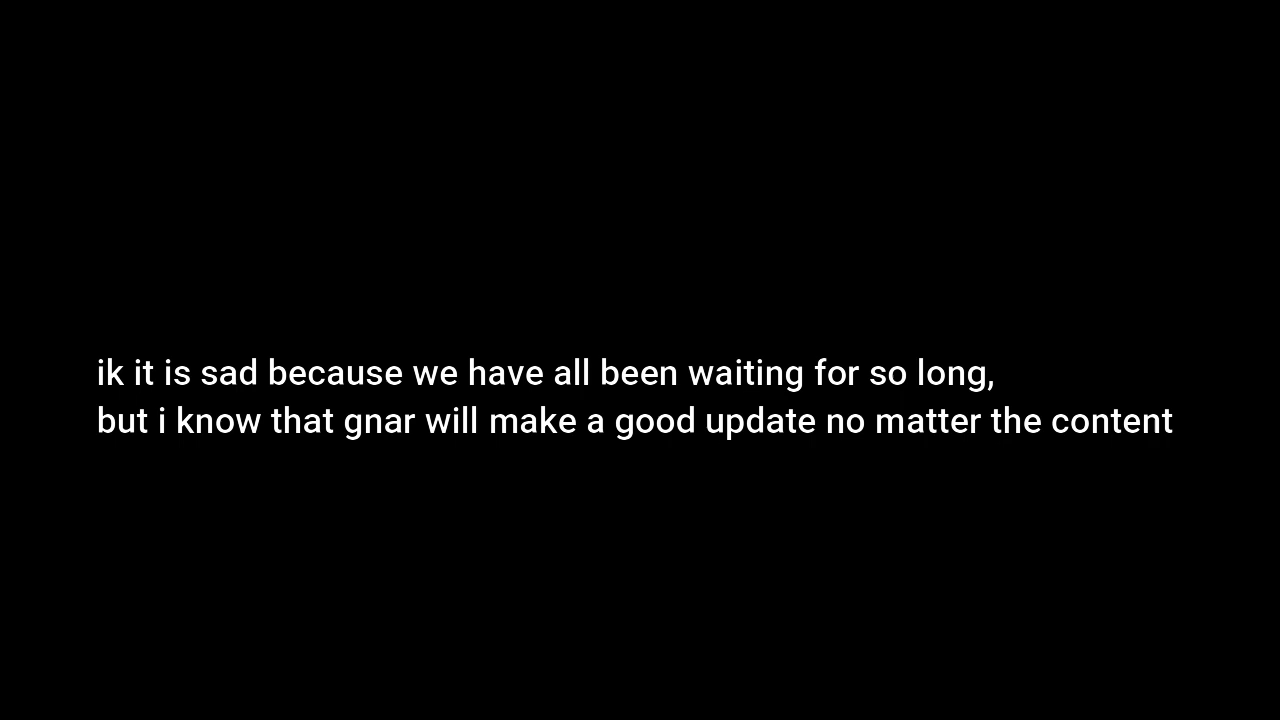 ik it is sad because we have all been waiting for so long,
but i know that gnar will make a good update no matter the content